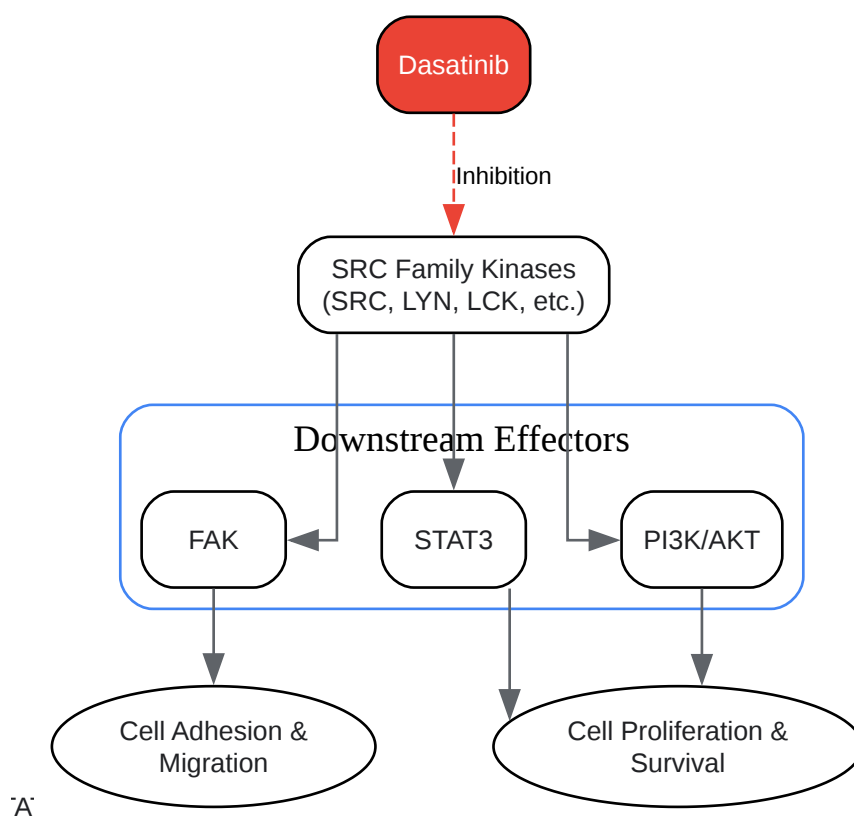 Dasatinib
Inhibition
SRC Family Kinases
(SRC, LYN, LCK, etc.)
Downstream Effectors
FAK
STAT3
PI3K/AKT
Cell Adhesion &
Migration
Cell Proliferation &
Survival